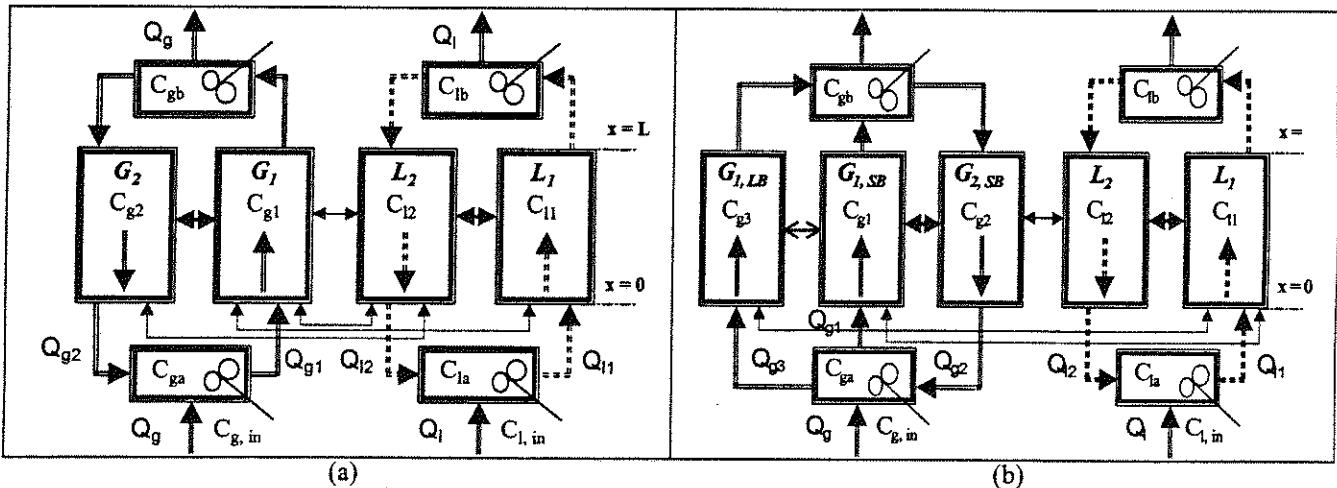 Q_g
Q_l
C_gb
C_lb
x = L
G_2
G_1
L_2
L_1
C_g2
C_g1
C_l2
C_l1
x = 0
Q_g2
C_ga
Q_g1
Q_l2
C_la
Q_l1
Q_g
C_g, in
Q_l
C_l, in
(a)
C_gb
C_lb
x =
G_1, LB
G_1, SB
G_2, SB
L_2
L_1
C_g3
C_g1
C_g2
C_l2
C_l1
x = 0
Q_g1
Q_g3
C_ga
Q_g2
Q_l2
C_la
Q_l1
Q_g
C_g, in
Q_l
C_l, in
(b)